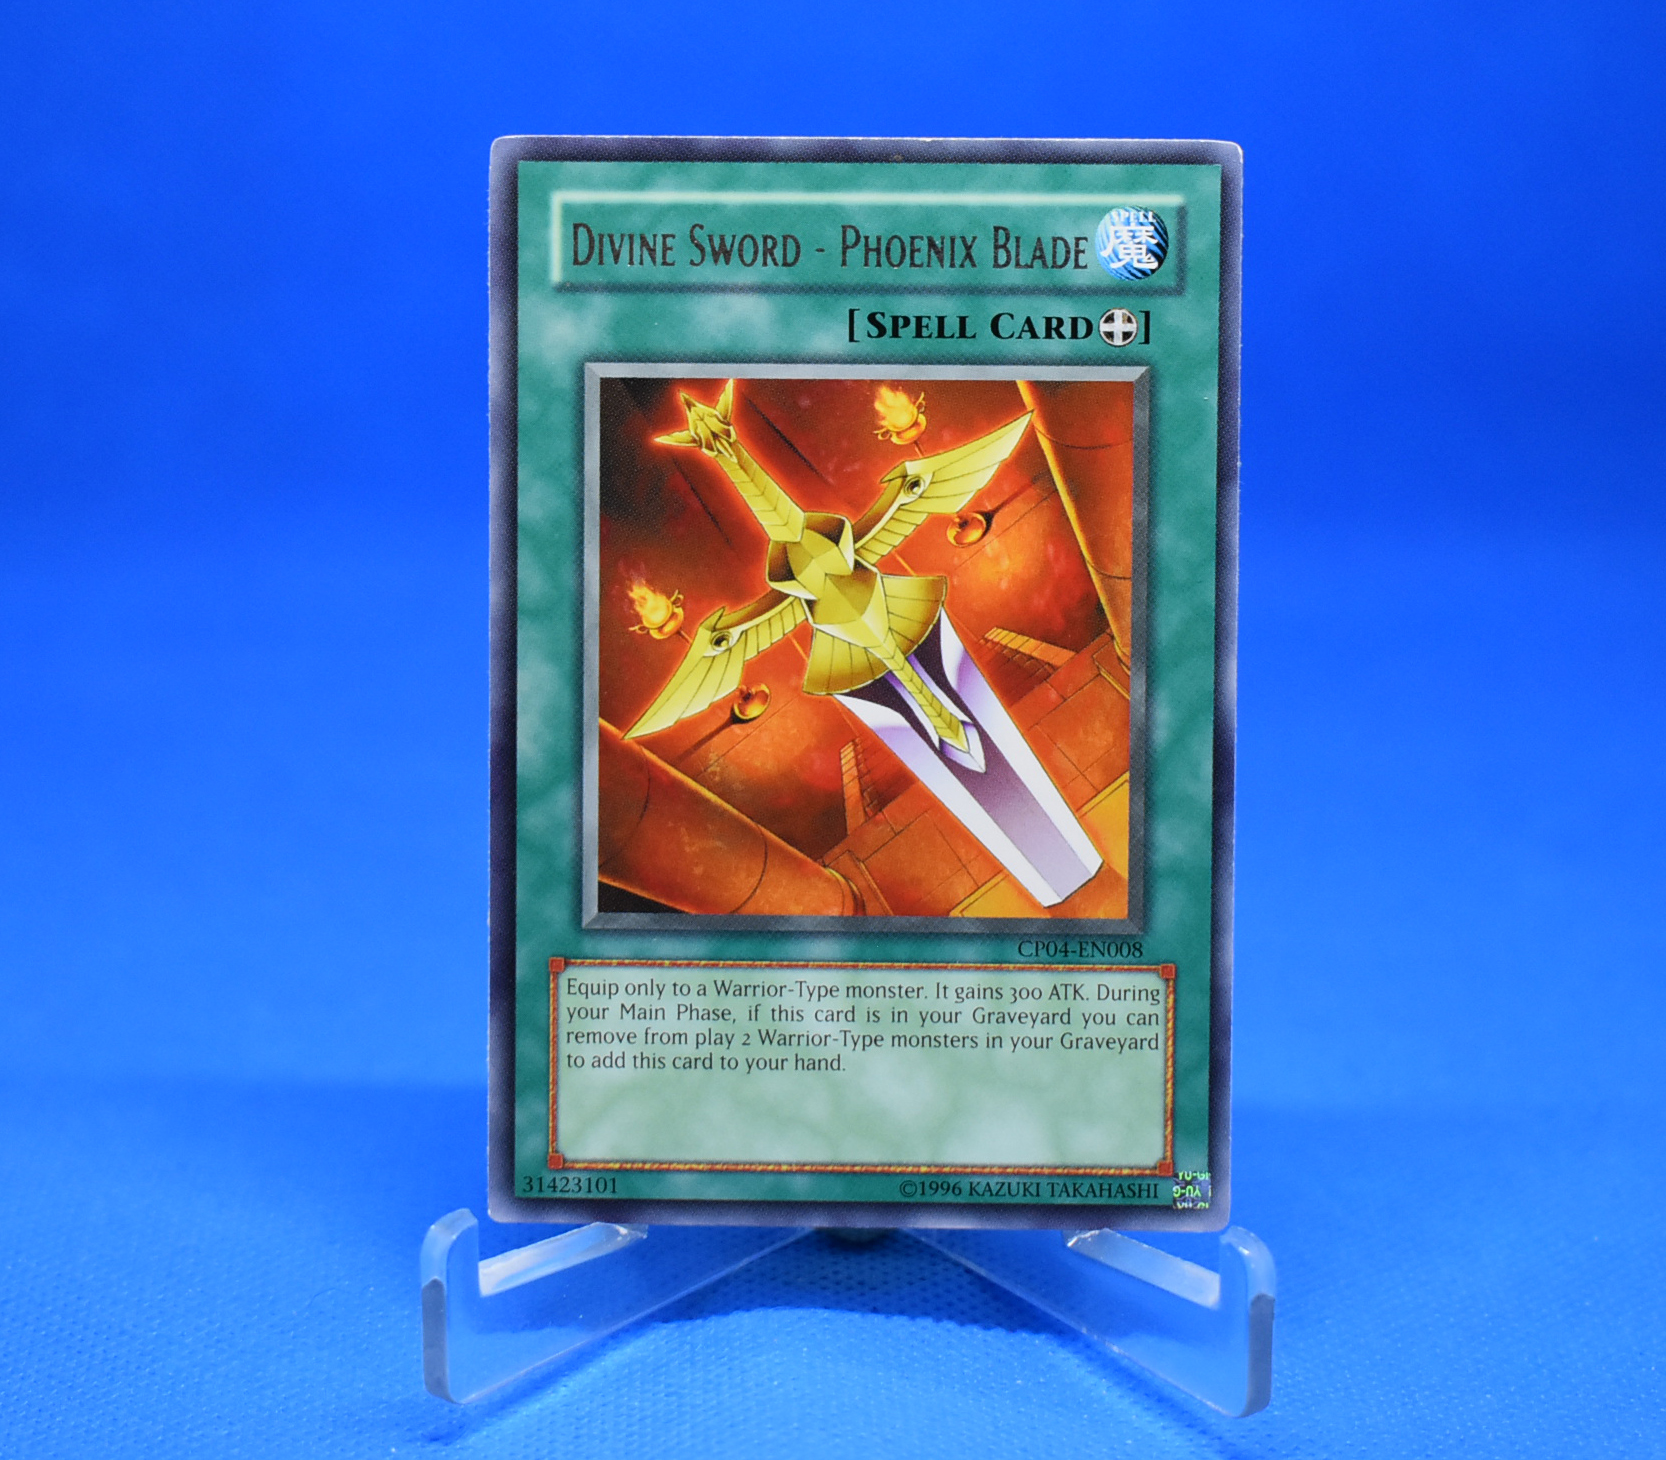 DIVINE SWORD - PHOENIX BLADE
SPELL
魔
[SPELL CARD]
CP04-EN008
Equip only to a Warrior-Type monster. It gains 300 ATK. During
your Main Phase, if this card is in your Graveyard you can
remove from play 2 Warrior-Type monsters in your Graveyard
to add this card to your hand.
31423101
©1996 KAZUKI TAKAHASHI